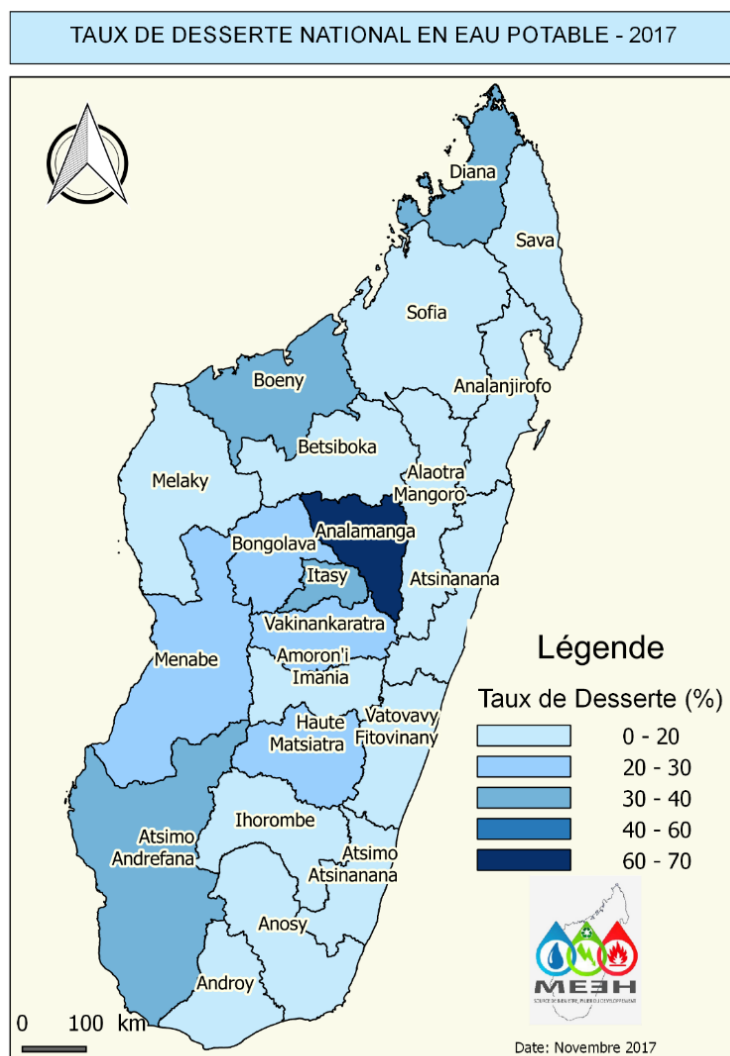 TAUX DE DESSERTE NATIONAL EN EAU POTABLE - 2017
Diana
Sava
Sofia
Boeny
Analanjirofo
Betsiboka
Melaky
Alaotra
Mangoro
Analamanga
Bongolava
Itasy
Atsinanana
Vakinankaratra
Menabe
Amoron'i
Imania
Haute
Matsiatra
Vatovavy
Fitovinany
Ihorombe
Atsimo
Andrefana
Atsimo
Atsinanana
Anosy
Androy
Légende
Taux de Desserte (%)
0 - 20
20 - 30
30 - 40
40 - 60
60 - 70
MEEH
0 100 km
Date: Novembre 2017